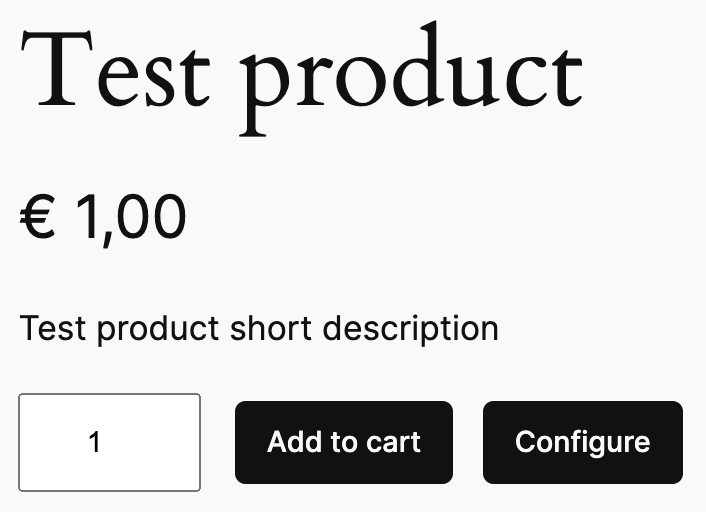 Test product
€ 1,00
Test product short description
1 Add to cart Configure